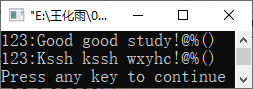 "E:\王化雨\0...
123:Good good study!@%()
123:Kssh kssh wxyhc!@%()
Press any key to continue